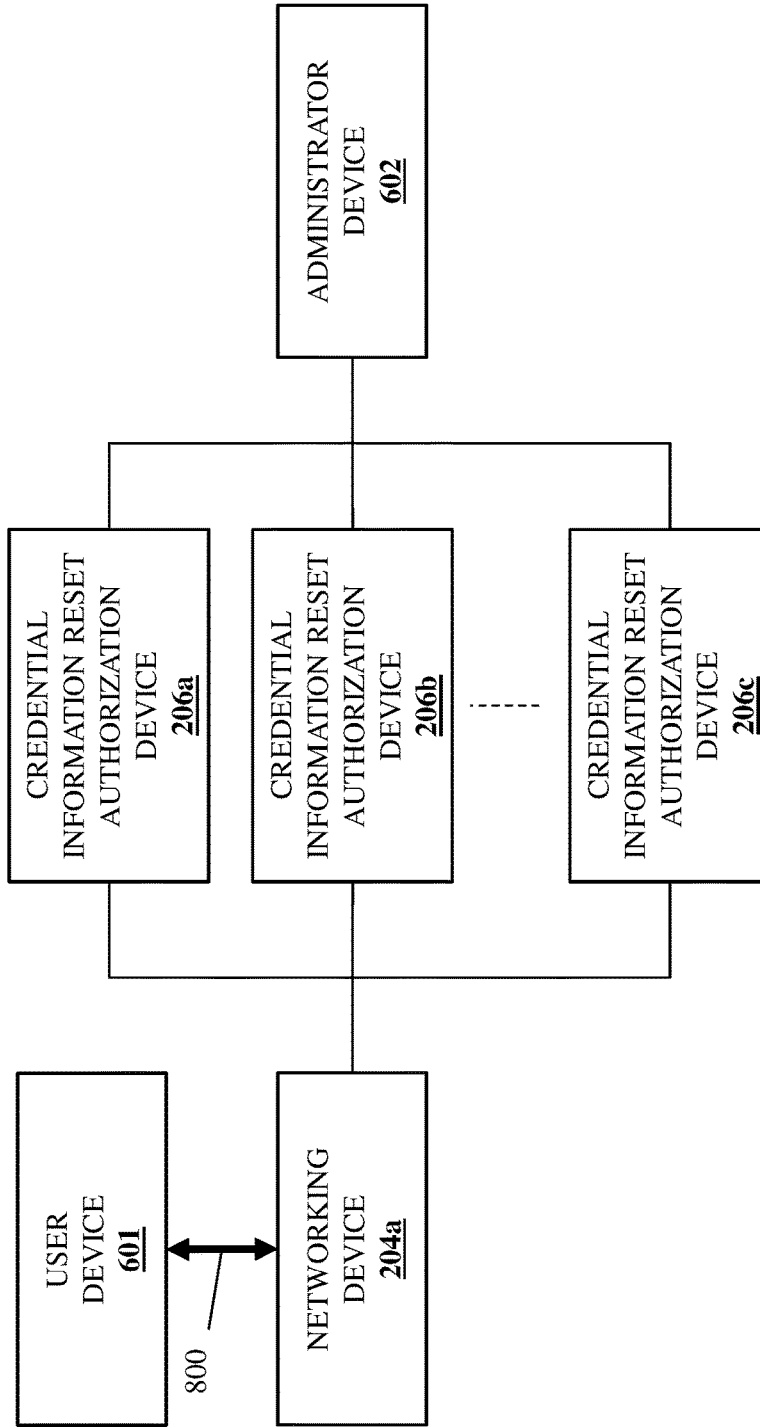 USER
DEVICE
601
800
NETWORKING
DEVICE
204a
CREDENTIAL
INFORMATION RESET
AUTHORIZATION
DEVICE
206a
CREDENTIAL
INFORMATION RESET
AUTHORIZATION
DEVICE
206b
CREDENTIAL
INFORMATION RESET
AUTHORIZATION
DEVICE
206c
ADMINISTRATOR
DEVICE
602